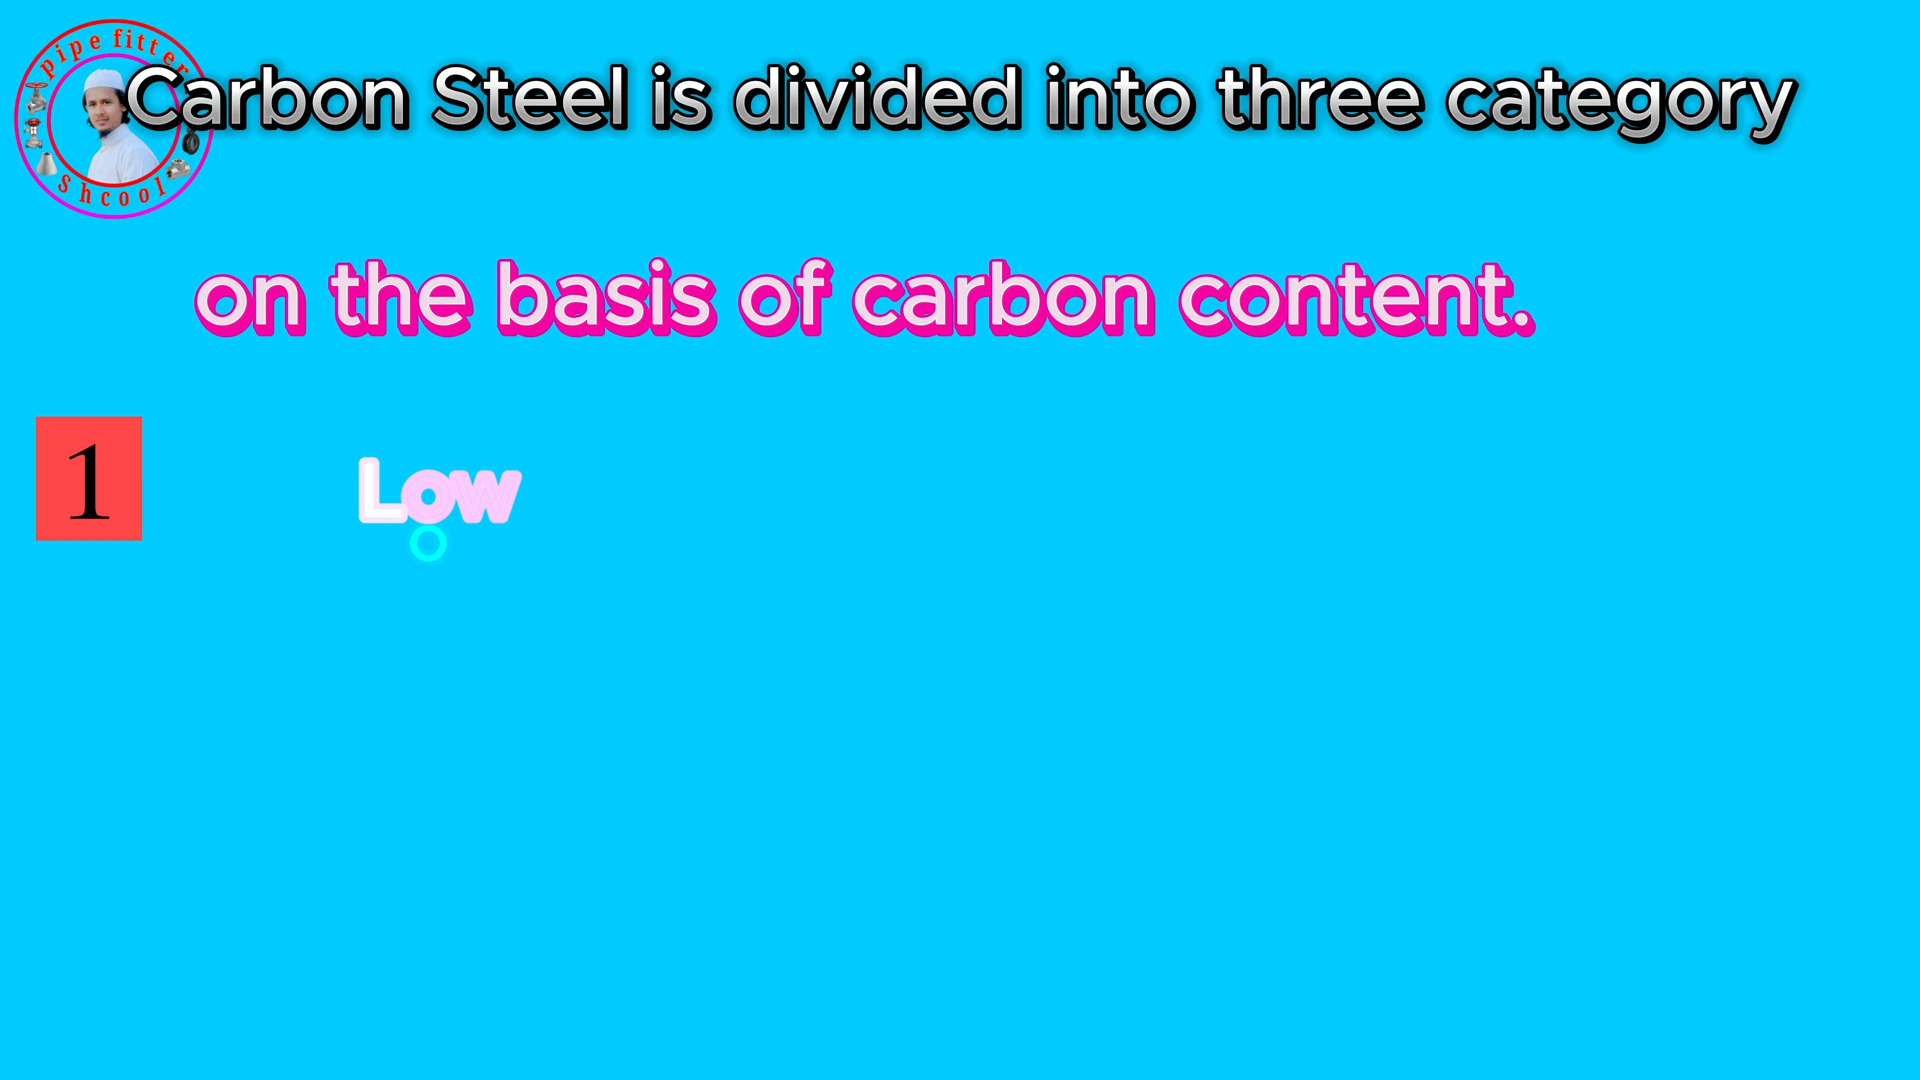 pipe fitter
Shcool
Carbon Steel is divided into three category
on the basis of carbon content.
1
Low